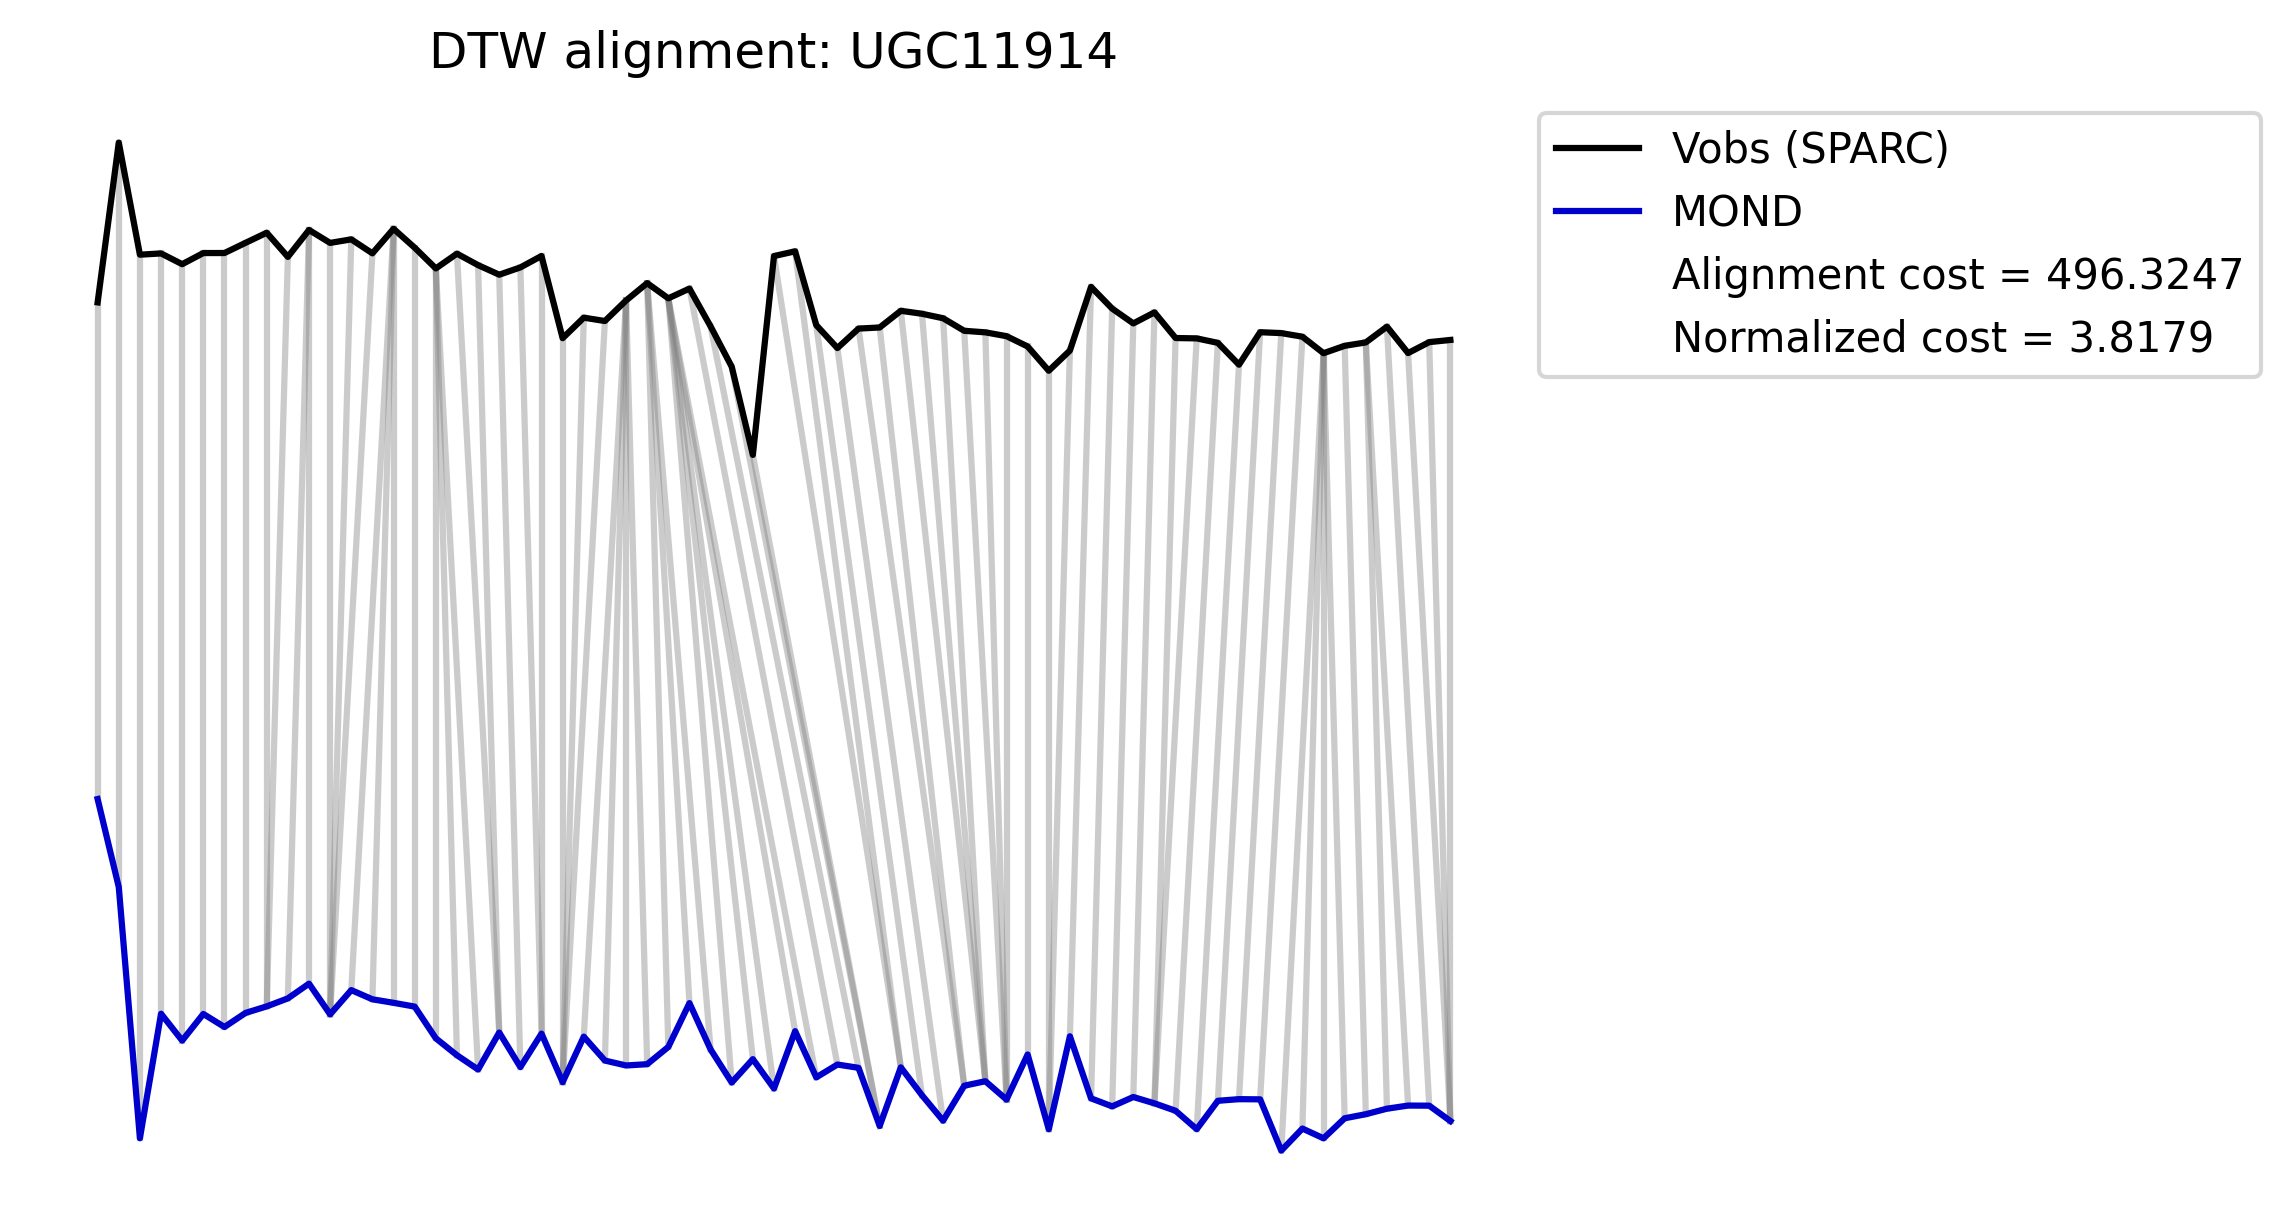 DTW alignment: UGC11914
Vobs (SPARC)
MOND
Alignment cost = 496.3247
Normalized cost = 3.8179